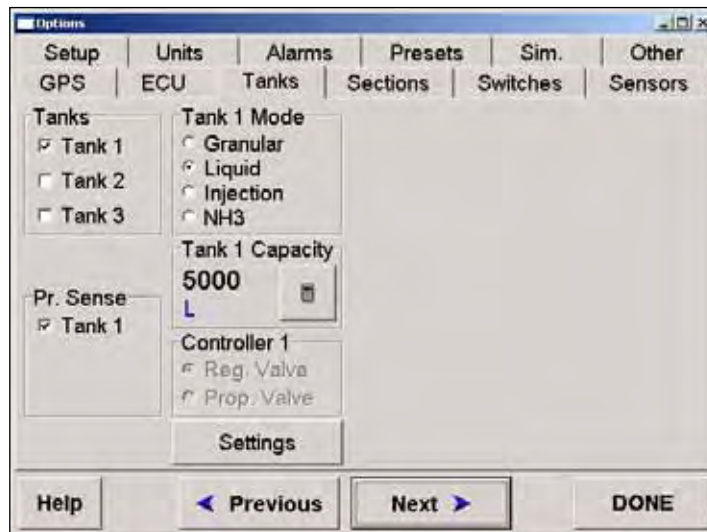 Options
Setup Units Alarms Presets Sim. Other
GPS ECU Tanks Sections Switches Sensors
Tanks
Tank 1
Tank 2
Tank 3
Pr. Sense
Tank 1
Tank 1 Mode
Granular
Liquid
Injection
NH3
Tank 1 Capacity
5000
L
Controller 1
Reg. Valve
Prop. Valve
Settings
Help Previous Next DONE